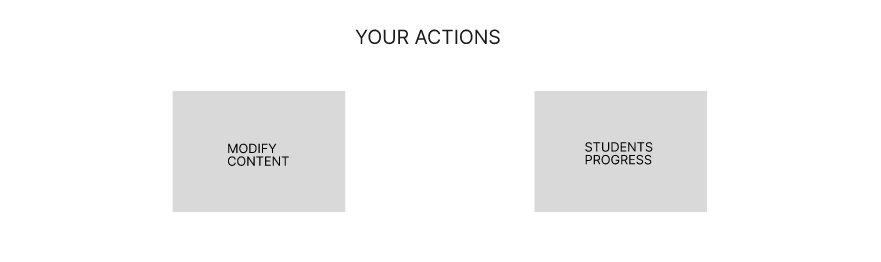 YOUR ACTIONS
MODIFY
CONTENT
STUDENTS
PROGRESS